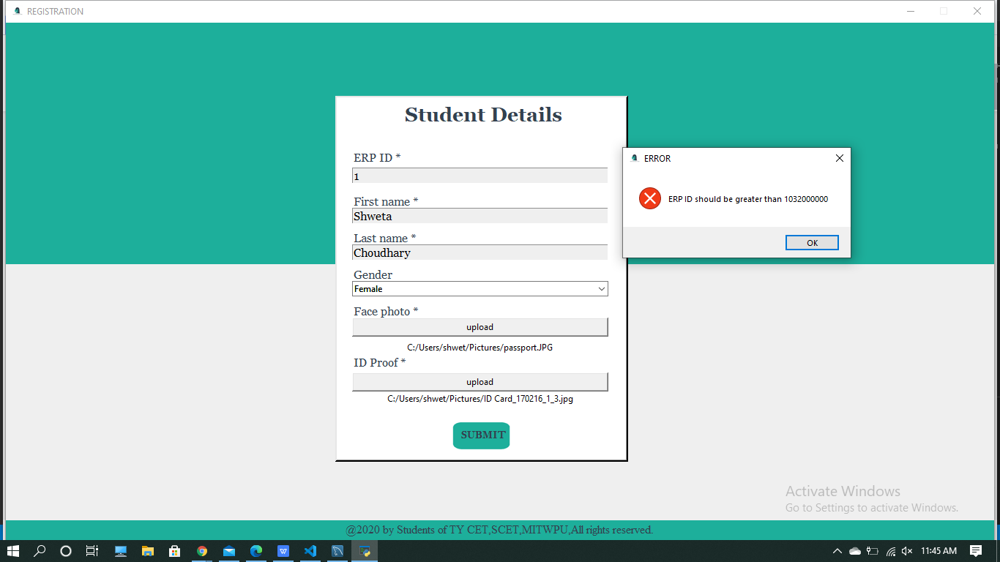 REGISTRATION
Student Details
ERP ID *
1
First name *
Shweta
Last name *
Choudhary
Gender
Female
Face photo *
upload
C:/Users/shwet/Pictures/passport.JPG
ID Proof *
upload
C:/Users/shwet/Pictures/ID Card_170216_1_3.jpg
SUBMIT
ERROR
ERP ID should be greater than 1032000000
OK
Activate Windows
Go to Settings to activate Windows.
@2020 by Students of TY CET,SCET,MITWPU,All rights reserved.
11:45 AM